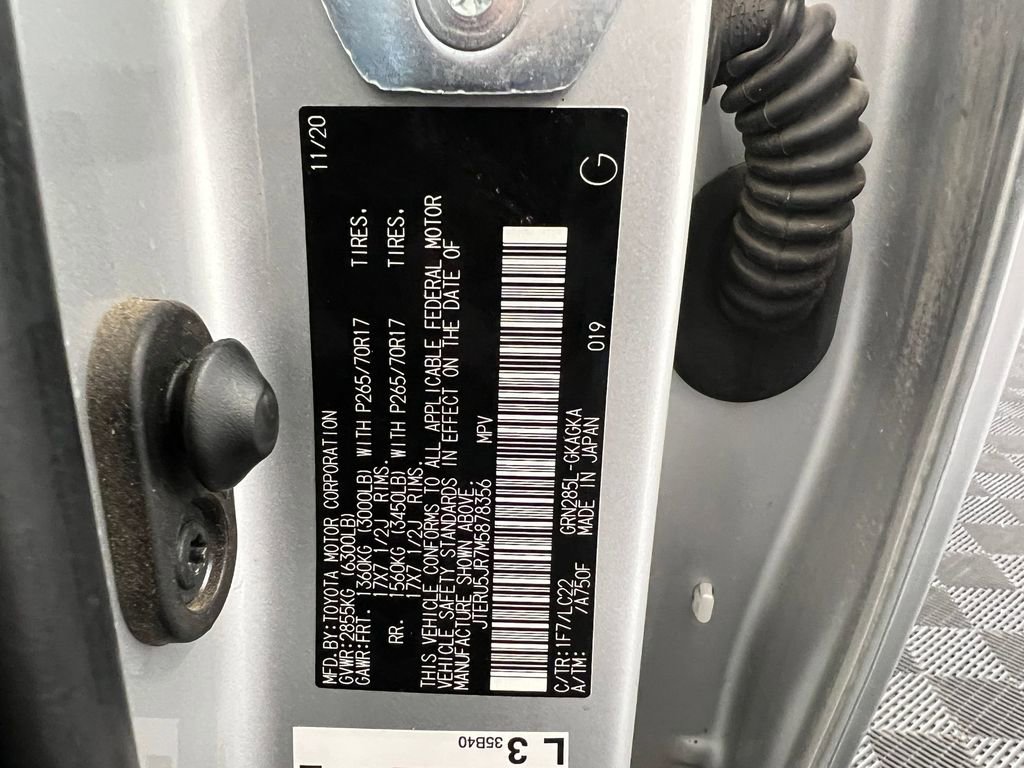 MFD. BY:TOYOTA MOTOR CORPORATION 11/20
GVWR:2855KG (6300LB)
GAWR:FRT. 1360KG (3000LB) WITH P265/70R17 TIRES.
17X7 1/2J RIMS.
RR. 1560KG (3450LB) WITH P265/70R17 TIRES.
17X7 1/2J RIMS.
THIS VEHICLE CONFORMS TO ALL APPLICABLE FEDERAL MOTOR
VEHICLE SAFETY STANDARDS IN EFFECT ON THE DATE OF
MANUFACTURE SHOWN ABOVE.
JTERU5JR7M5878356 MPV
C/TR:1F7/LC22 GRN285L-GKAGKA 019 G
A/TM: /A750F MADE IN JAPAN
L 3
35B40